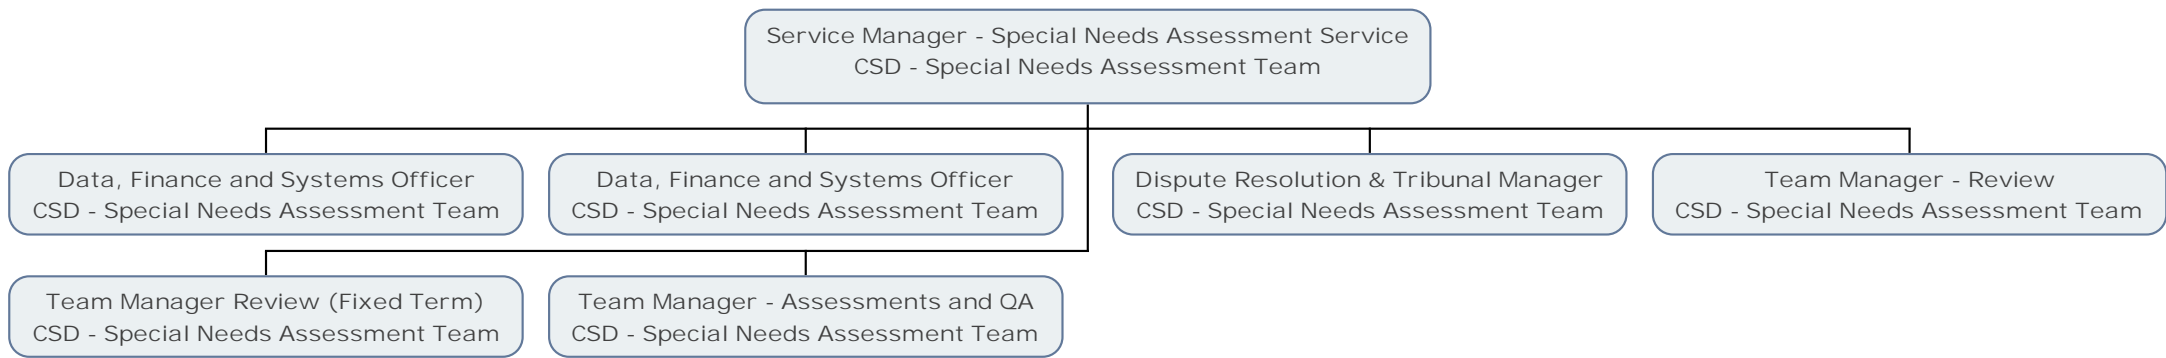 Service Manager - Special Needs Assessment Service
CSD - Special Needs Assessment Team
Data, Finance and Systems Officer
CSD - Special Needs Assessment Team
Data, Finance and Systems Officer
CSD - Special Needs Assessment Team
Dispute Resolution & Tribunal Manager
CSD - Special Needs Assessment Team
Team Manager - Review
CSD - Special Needs Assessment Team
Team Manager Review (Fixed Term)
CSD - Special Needs Assessment Team
Team Manager - Assessments and QA
CSD - Special Needs Assessment Team